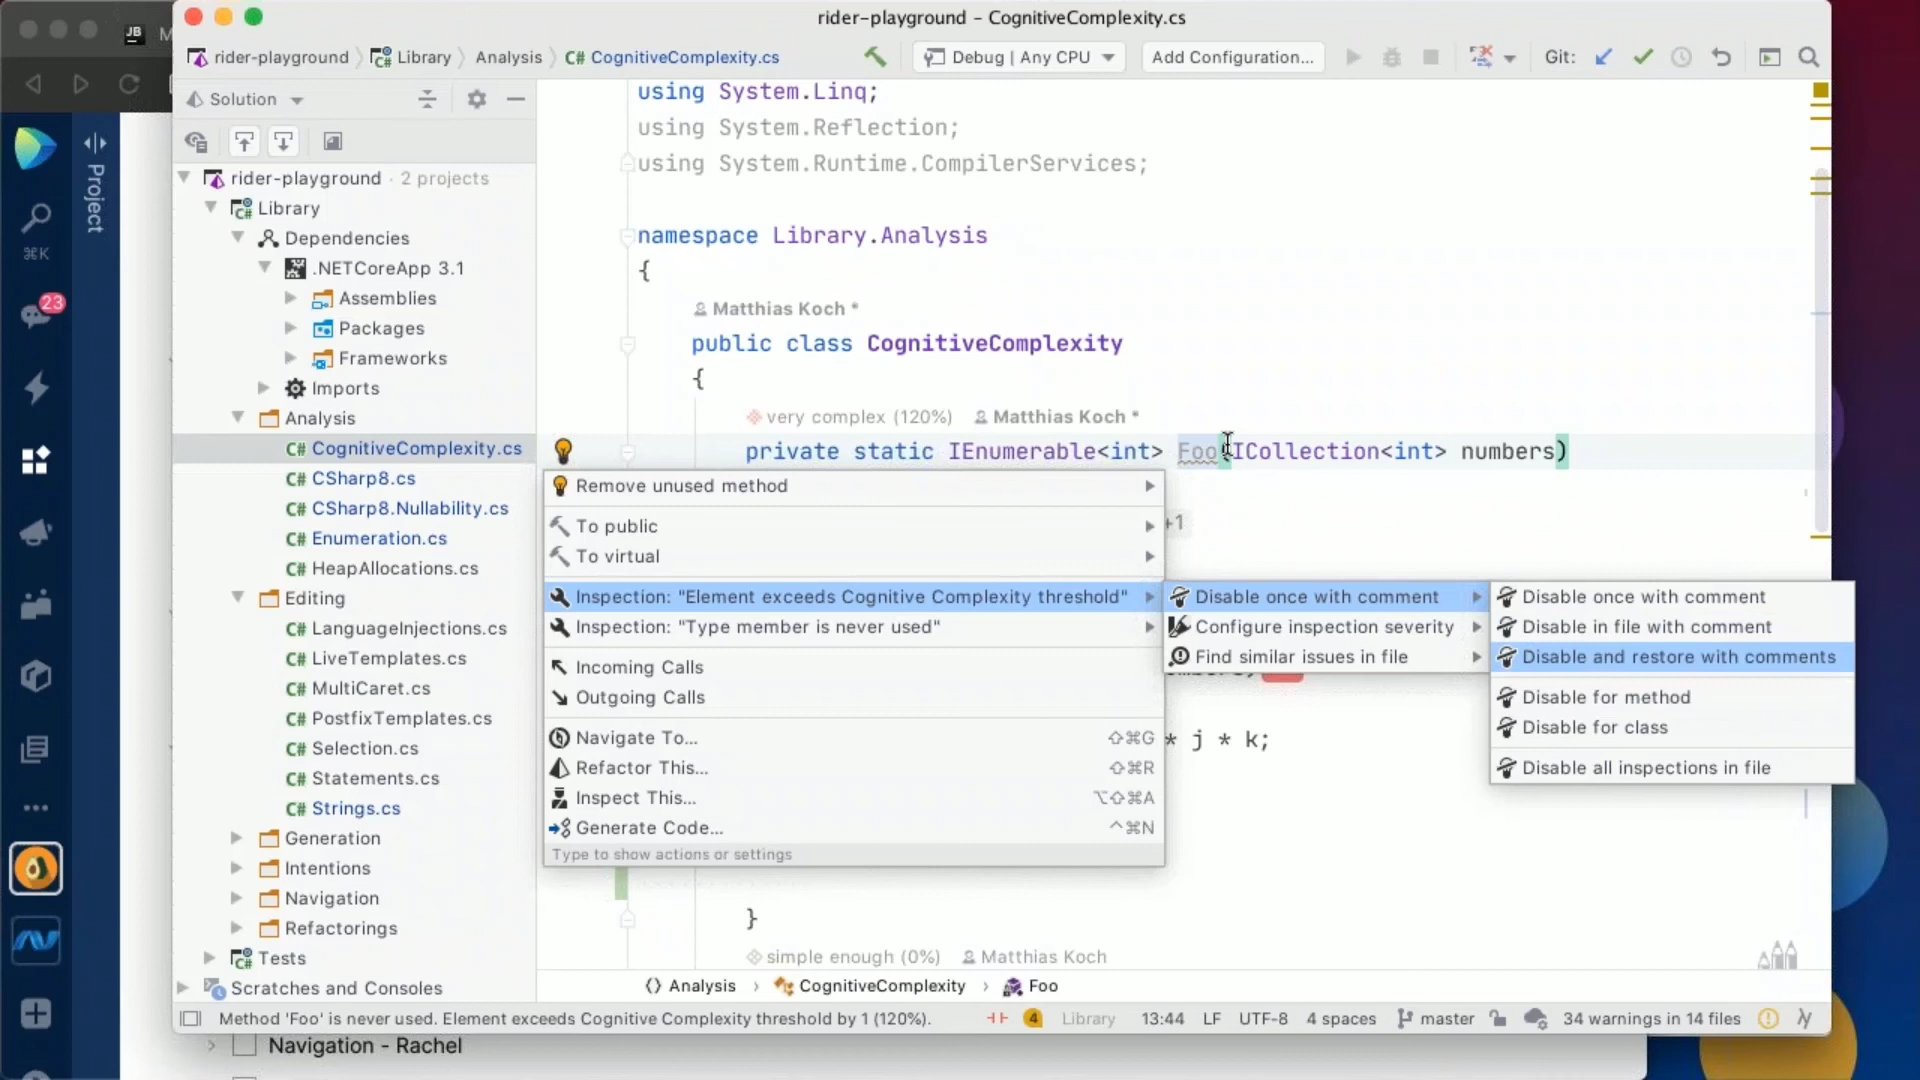 rider-playground – CognitiveComplexity.cs
JB M
rider-playground Library Analysis C# CognitiveComplexity.cs Debug | Any CPU Add Configuration... Git:
Solution
Project
⌘K
23
rider-playground · 2 projects
Library
Dependencies
.NETCoreApp 3.1
Assemblies
Packages
Frameworks
Imports
Analysis
C# CognitiveComplexity.cs
C# CSharp8.cs
C# CSharp8.Nullability.cs
C# Enumeration.cs
C# HeapAllocations.cs
Editing
C# LanguageInjections.cs
C# LiveTemplates.cs
C# MultiCaret.cs
C# PostfixTemplates.cs
C# Selection.cs
C# Statements.cs
C# Strings.cs
Generation
Intentions
Navigation
Refactorings
Tests
Scratches and Consoles
using System.Linq;
using System.Reflection;
using System.Runtime.CompilerServices;
namespace Library.Analysis
{
Matthias Koch *
public class CognitiveComplexity
{
very complex (120%) Matthias Koch *
private static IEnumerable<int> Foo(ICollection<int> numbers)
+1
* j * k;
}
simple enough (0%) Matthias Koch
Remove unused method
To public
To virtual
Inspection: "Element exceeds Cognitive Complexity threshold"
Inspection: "Type member is never used"
Incoming Calls
Outgoing Calls
Navigate To... ⇧⌘G
Refactor This... ⇧⌘R
Inspect This... ⌥⇧⌘A
Generate Code... ^⌘N
Type to show actions or settings
Disable once with comment
Configure inspection severity
Find similar issues in file
Disable once with comment
Disable in file with comment
Disable and restore with comments
Disable for method
Disable for class
Disable all inspections in file
() Analysis › CognitiveComplexity › Foo
Method 'Foo' is never used. Element exceeds Cognitive Complexity threshold by 1 (120%). 4 Library 13:44 LF UTF-8 4 spaces master 34 warnings in 14 files
Navigation - Rachel